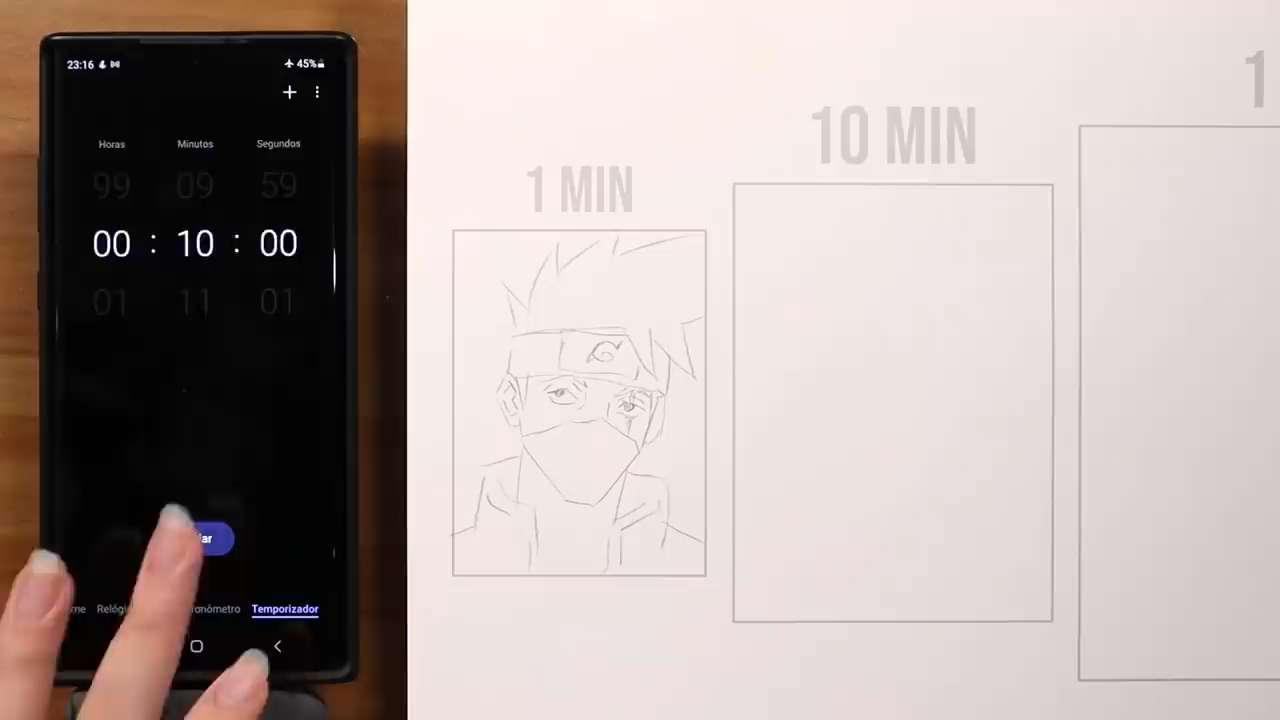 23:16
45%
+
Horas Minutos Segundos
99 09 59
00 : 10 : 00
01 11 01
Temporizador
1 MIN
10 MIN
1